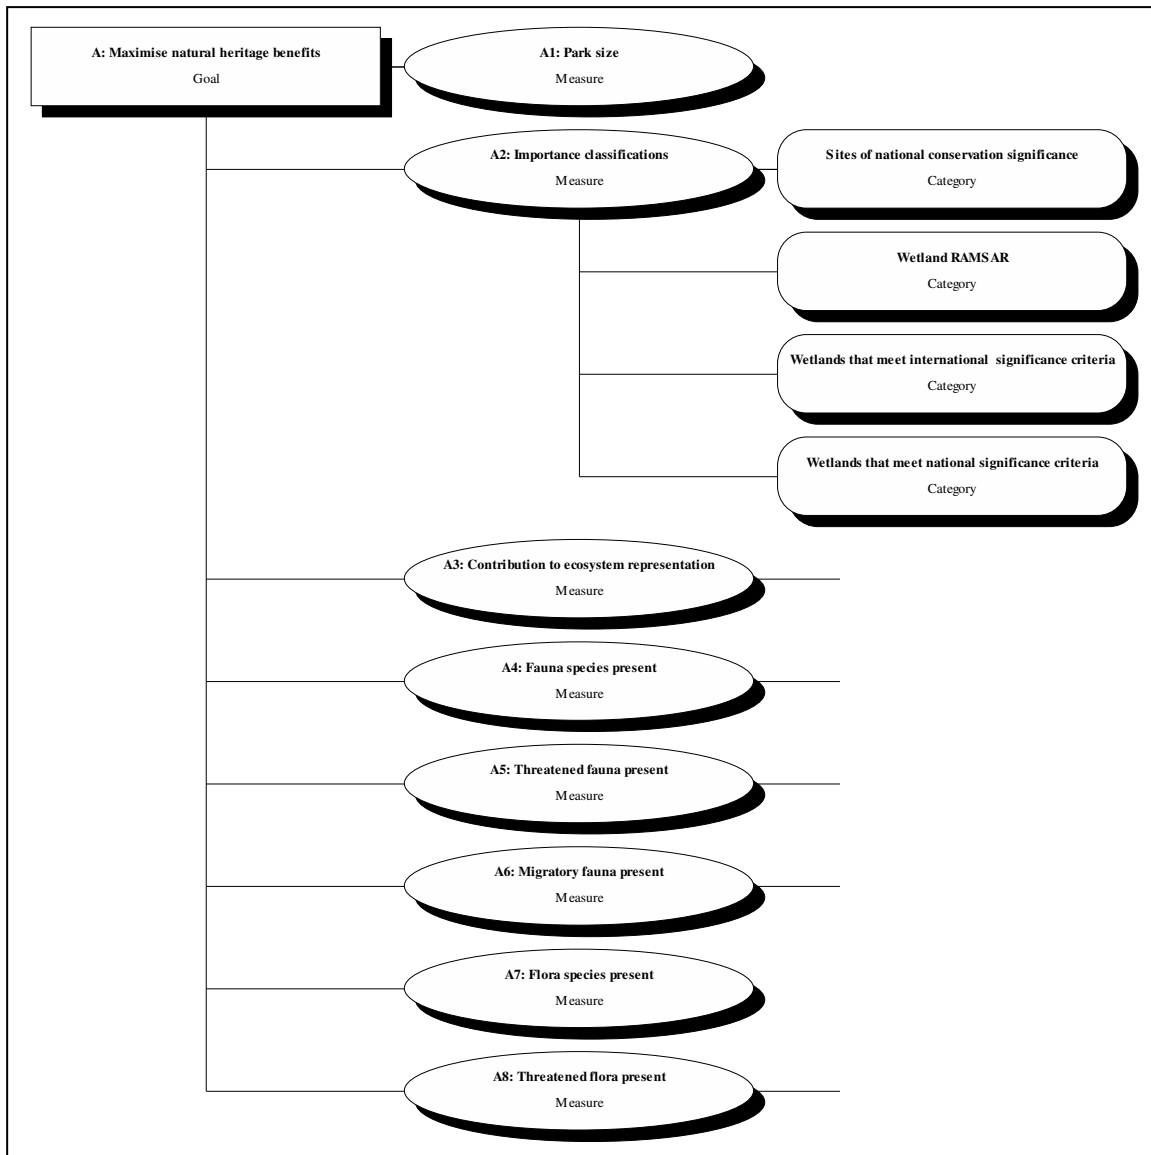 A: Maximise natural heritage benefits
Goal
A1: Park size
Measure
A2: Importance classifications
Measure
Sites of national conservation significance
Category
Wetland RAMSAR
Category
Wetlands that meet international  significance criteria
Category
Wetlands that meet national significance criteria
Category
A3: Contribution to ecosystem representation
Measure
A4: Fauna species present
Measure
A5: Threatened fauna present
Measure
A6: Migratory fauna present
Measure
A7: Flora species present
Measure
A8: Threatened flora present
Measure